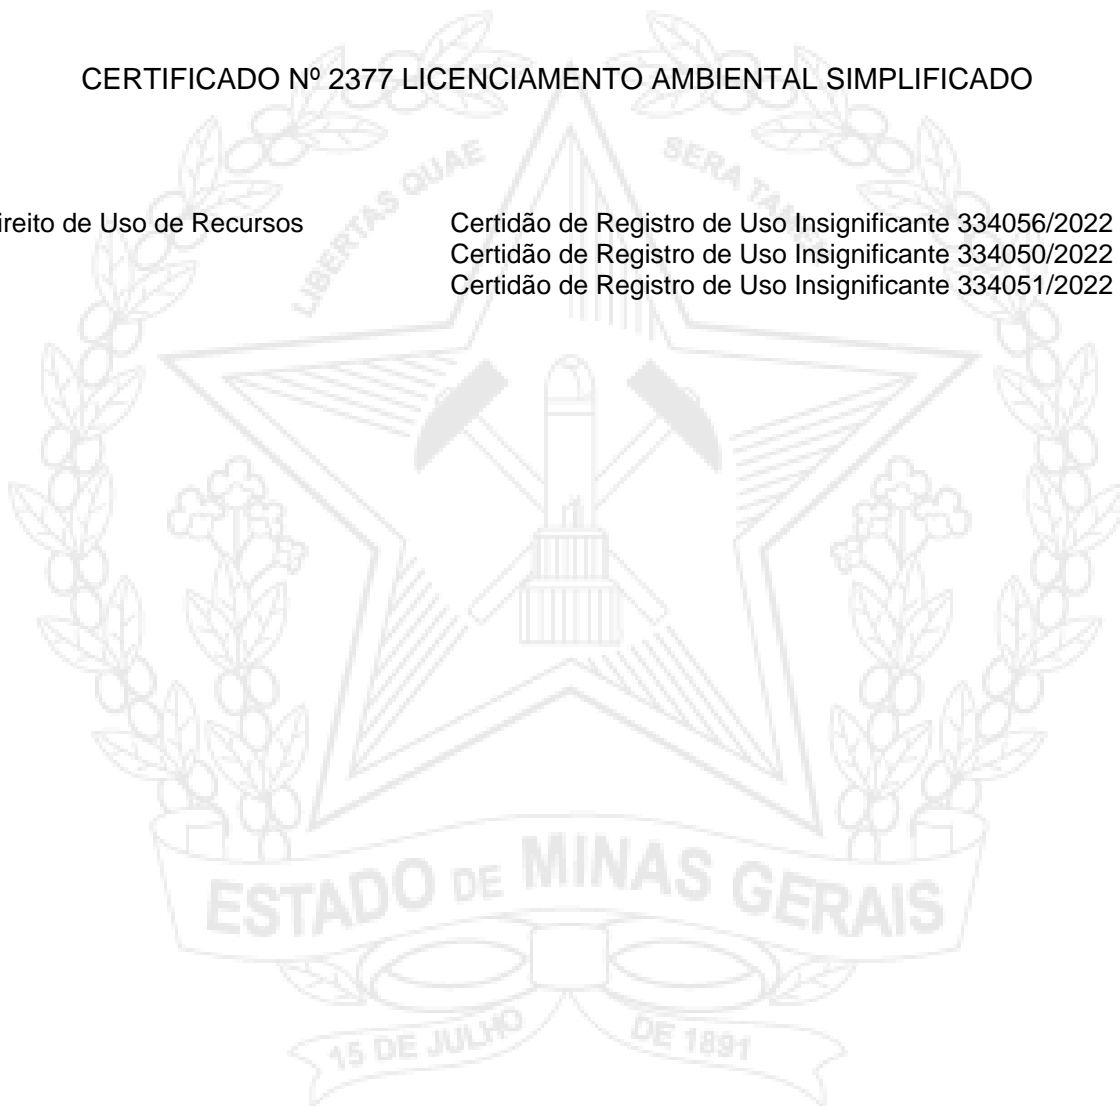 CERTIFICADO Nº 2377 LICENCIAMENTO AMBIENTAL SIMPLIFICADO
ireito de Uso de Recursos
Certidão de Registro de Uso Insignificante 334056/2022
Certidão de Registro de Uso Insignificante 334050/2022
Certidão de Registro de Uso Insignificante 334051/2022
LIBERTAS QUAE SERA TAMEN
ESTADO DE MINAS GERAIS
15 DE JULHO DE 1891